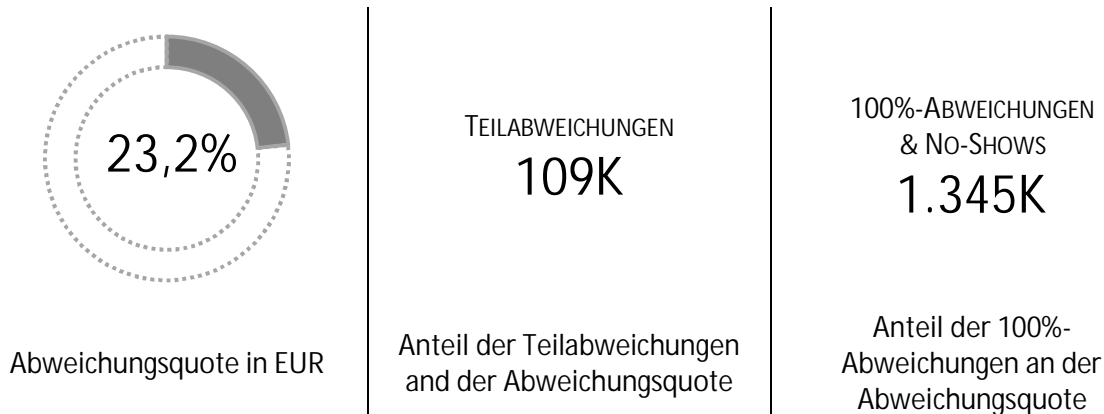 23,2%
Abweichungsquote in EUR
TEILABWEICHUNGEN
109K
Anteil der Teilabweichungen
and der Abweichungsquote
100%-ABWEICHUNGEN
& NO-SHOWS
1.345K
Anteil der 100%-
Abweichungen an der
Abweichungsquote